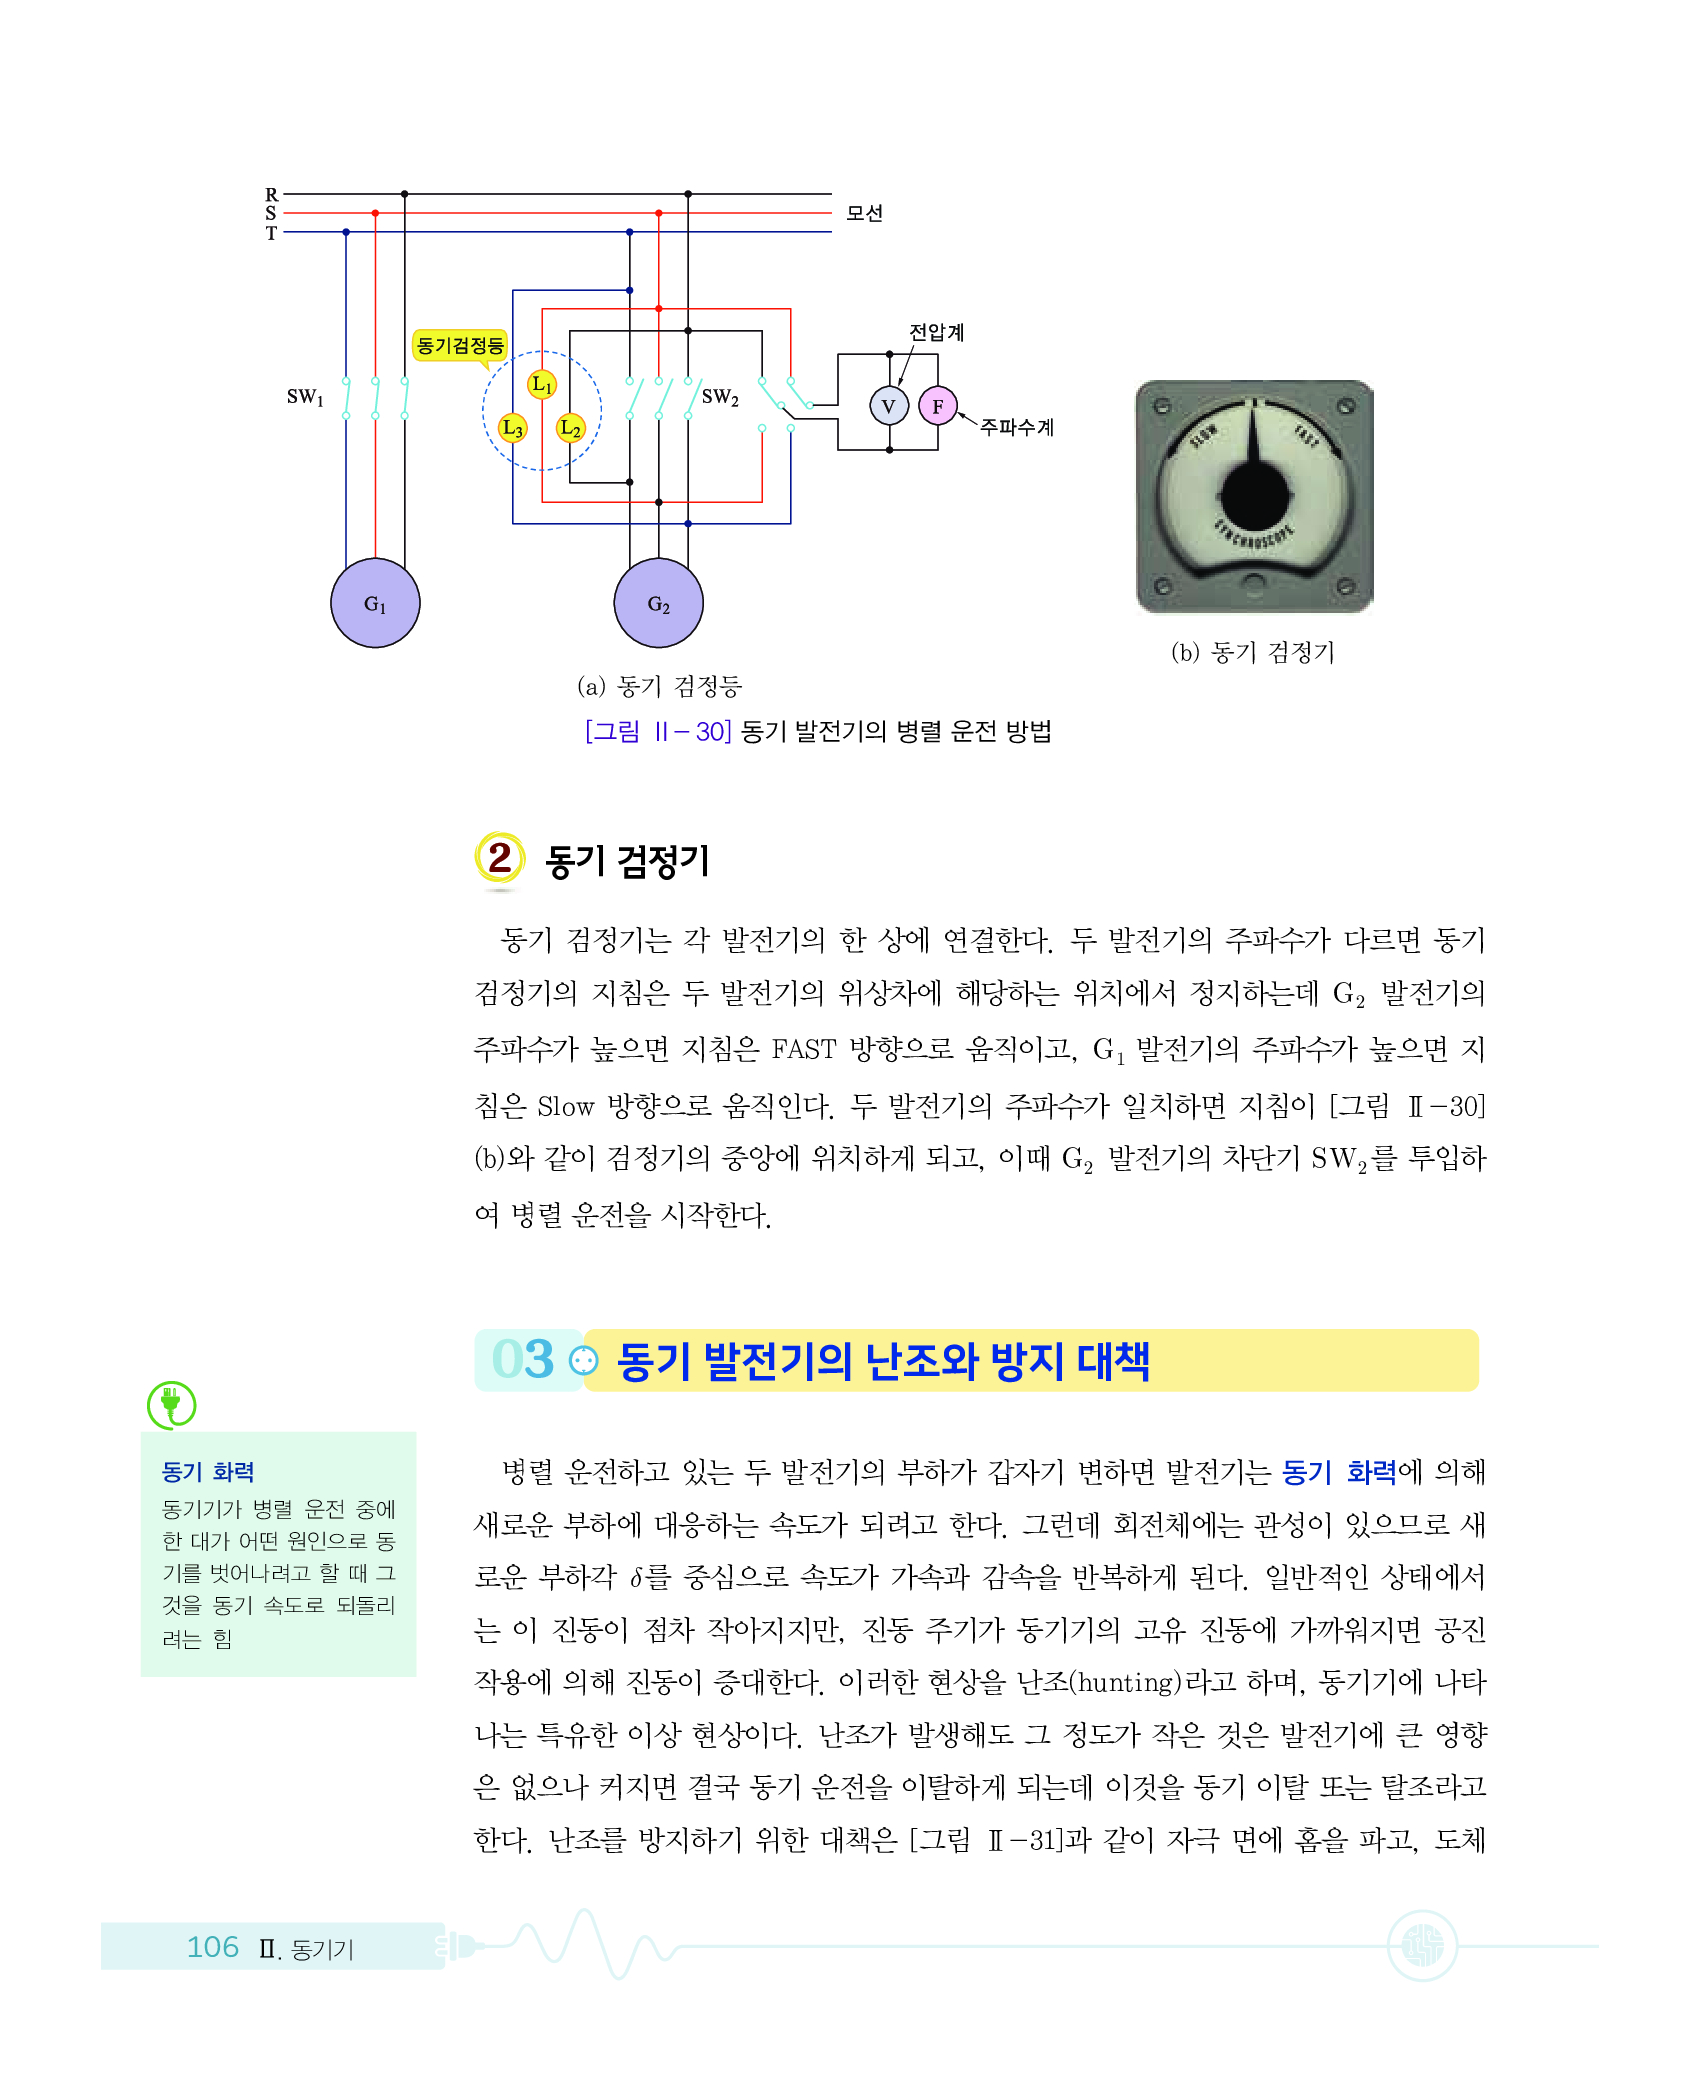 R
S
T
모선
동기검정등
전압계
SW₁
L₁
L₃
L₂
SW₂
V
F
주파수계
G₁
G₂
SLOW
FAST
SYNCHROSCOPE
(a) 동기 검정등
(b) 동기 검정기
[그림 Ⅱ－30] 동기 발전기의 병렬 운전 방법
2 동기 검정기
동기 검정기는 각 발전기의 한 상에 연결한다. 두 발전기의 주파수가 다르면 동기
검정기의 지침은 두 발전기의 위상차에 해당하는 위치에서 정지하는데 G₂ 발전기의
주파수가 높으면 지침은 FAST 방향으로 움직이고, G₁ 발전기의 주파수가 높으면 지
침은 Slow 방향으로 움직인다. 두 발전기의 주파수가 일치하면 지침이 [그림 Ⅱ－30]
(b)와 같이 검정기의 중앙에 위치하게 되고, 이때 G₂ 발전기의 차단기 SW₂를 투입하
여 병렬 운전을 시작한다.
03 동기 발전기의 난조와 방지 대책
동기 화력
동기기가 병렬 운전 중에
한 대가 어떤 원인으로 동
기를 벗어나려고 할 때 그
것을 동기 속도로 되돌리
려는 힘
병렬 운전하고 있는 두 발전기의 부하가 갑자기 변하면 발전기는 동기 화력에 의해
새로운 부하에 대응하는 속도가 되려고 한다. 그런데 회전체에는 관성이 있으므로 새
로운 부하각 δ를 중심으로 속도가 가속과 감속을 반복하게 된다. 일반적인 상태에서
는 이 진동이 점차 작아지지만, 진동 주기가 동기기의 고유 진동에 가까워지면 공진
작용에 의해 진동이 증대한다. 이러한 현상을 난조(hunting)라고 하며, 동기기에 나타
나는 특유한 이상 현상이다. 난조가 발생해도 그 정도가 작은 것은 발전기에 큰 영향
은 없으나 커지면 결국 동기 운전을 이탈하게 되는데 이것을 동기 이탈 또는 탈조라고
한다. 난조를 방지하기 위한 대책은 [그림 Ⅱ－31]과 같이 자극 면에 홈을 파고, 도체
106 Ⅱ. 동기기